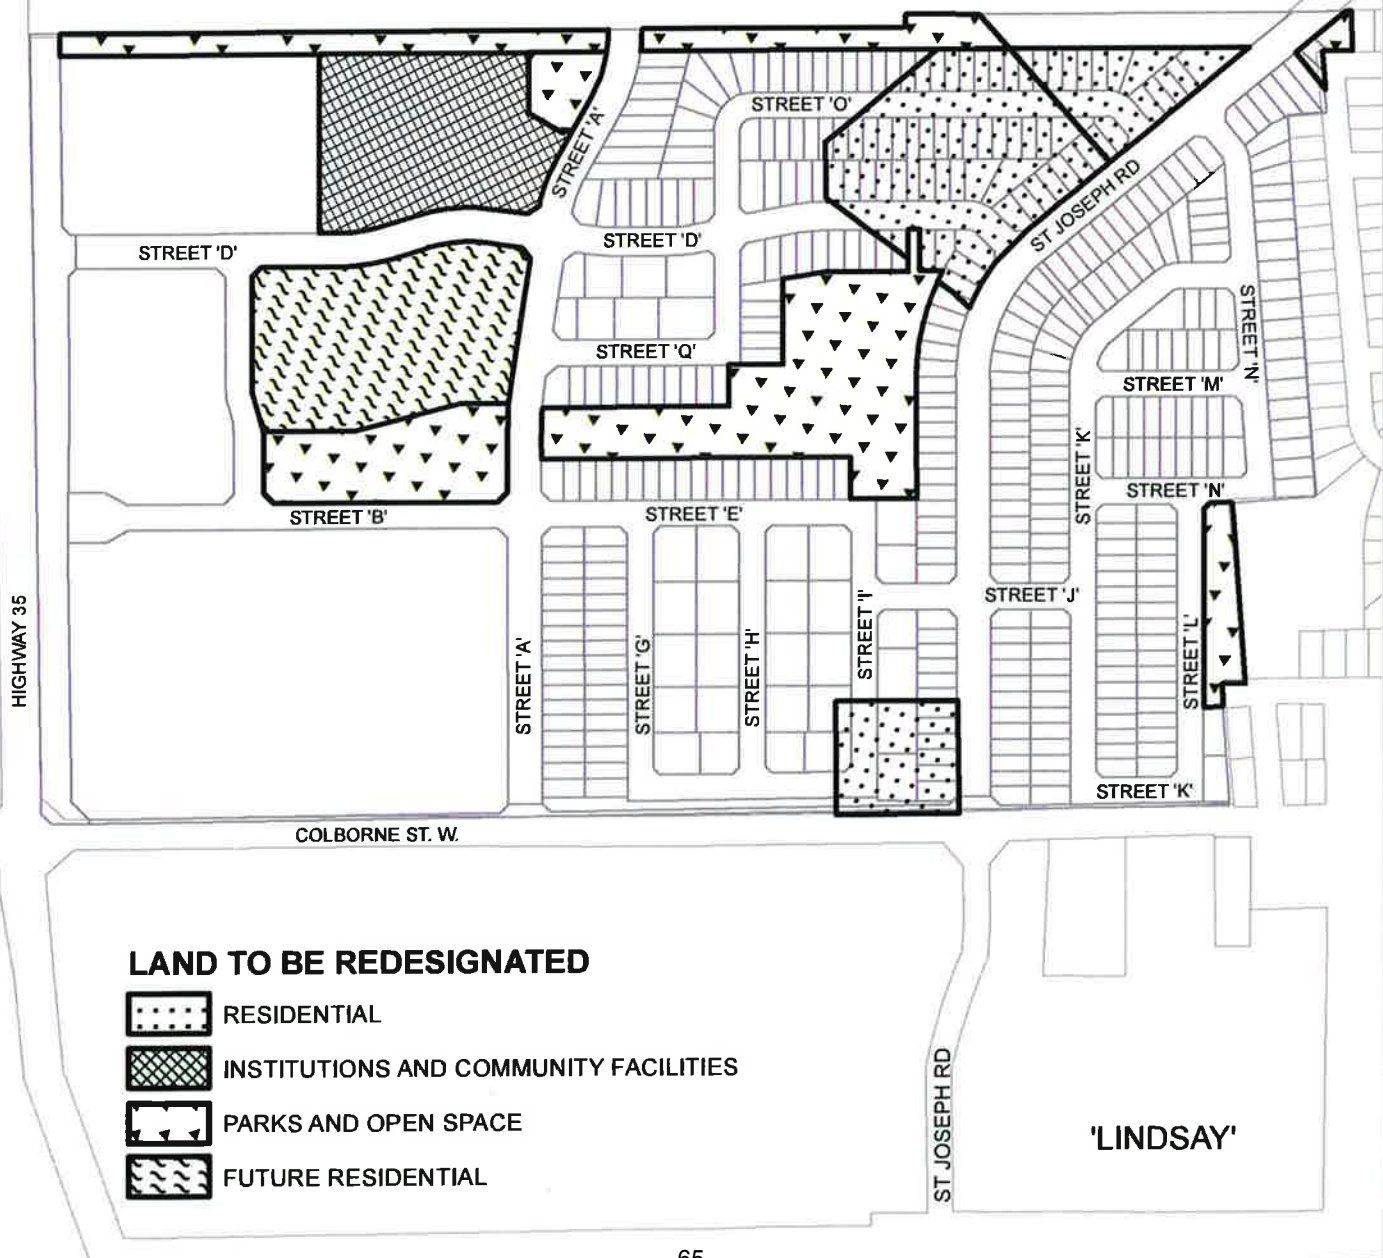 STREET 'O'
STREET 'A'
ST JOSEPH RD
STREET 'D'
STREET 'D'
STREET 'N'
STREET 'Q'
STREET 'M'
STREET 'K'
STREET 'N'
STREET 'B'
STREET 'E'
HIGHWAY 35
STREET 'A'
STREET 'G'
STREET 'H'
STREET 'I'
STREET 'J'
STREET 'L'
STREET 'K'
COLBORNE ST. W.
LAND TO BE REDESIGNATED
RESIDENTIAL
INSTITUTIONS AND COMMUNITY FACILITIES
PARKS AND OPEN SPACE
FUTURE RESIDENTIAL
ST JOSEPH RD
'LINDSAY'
65